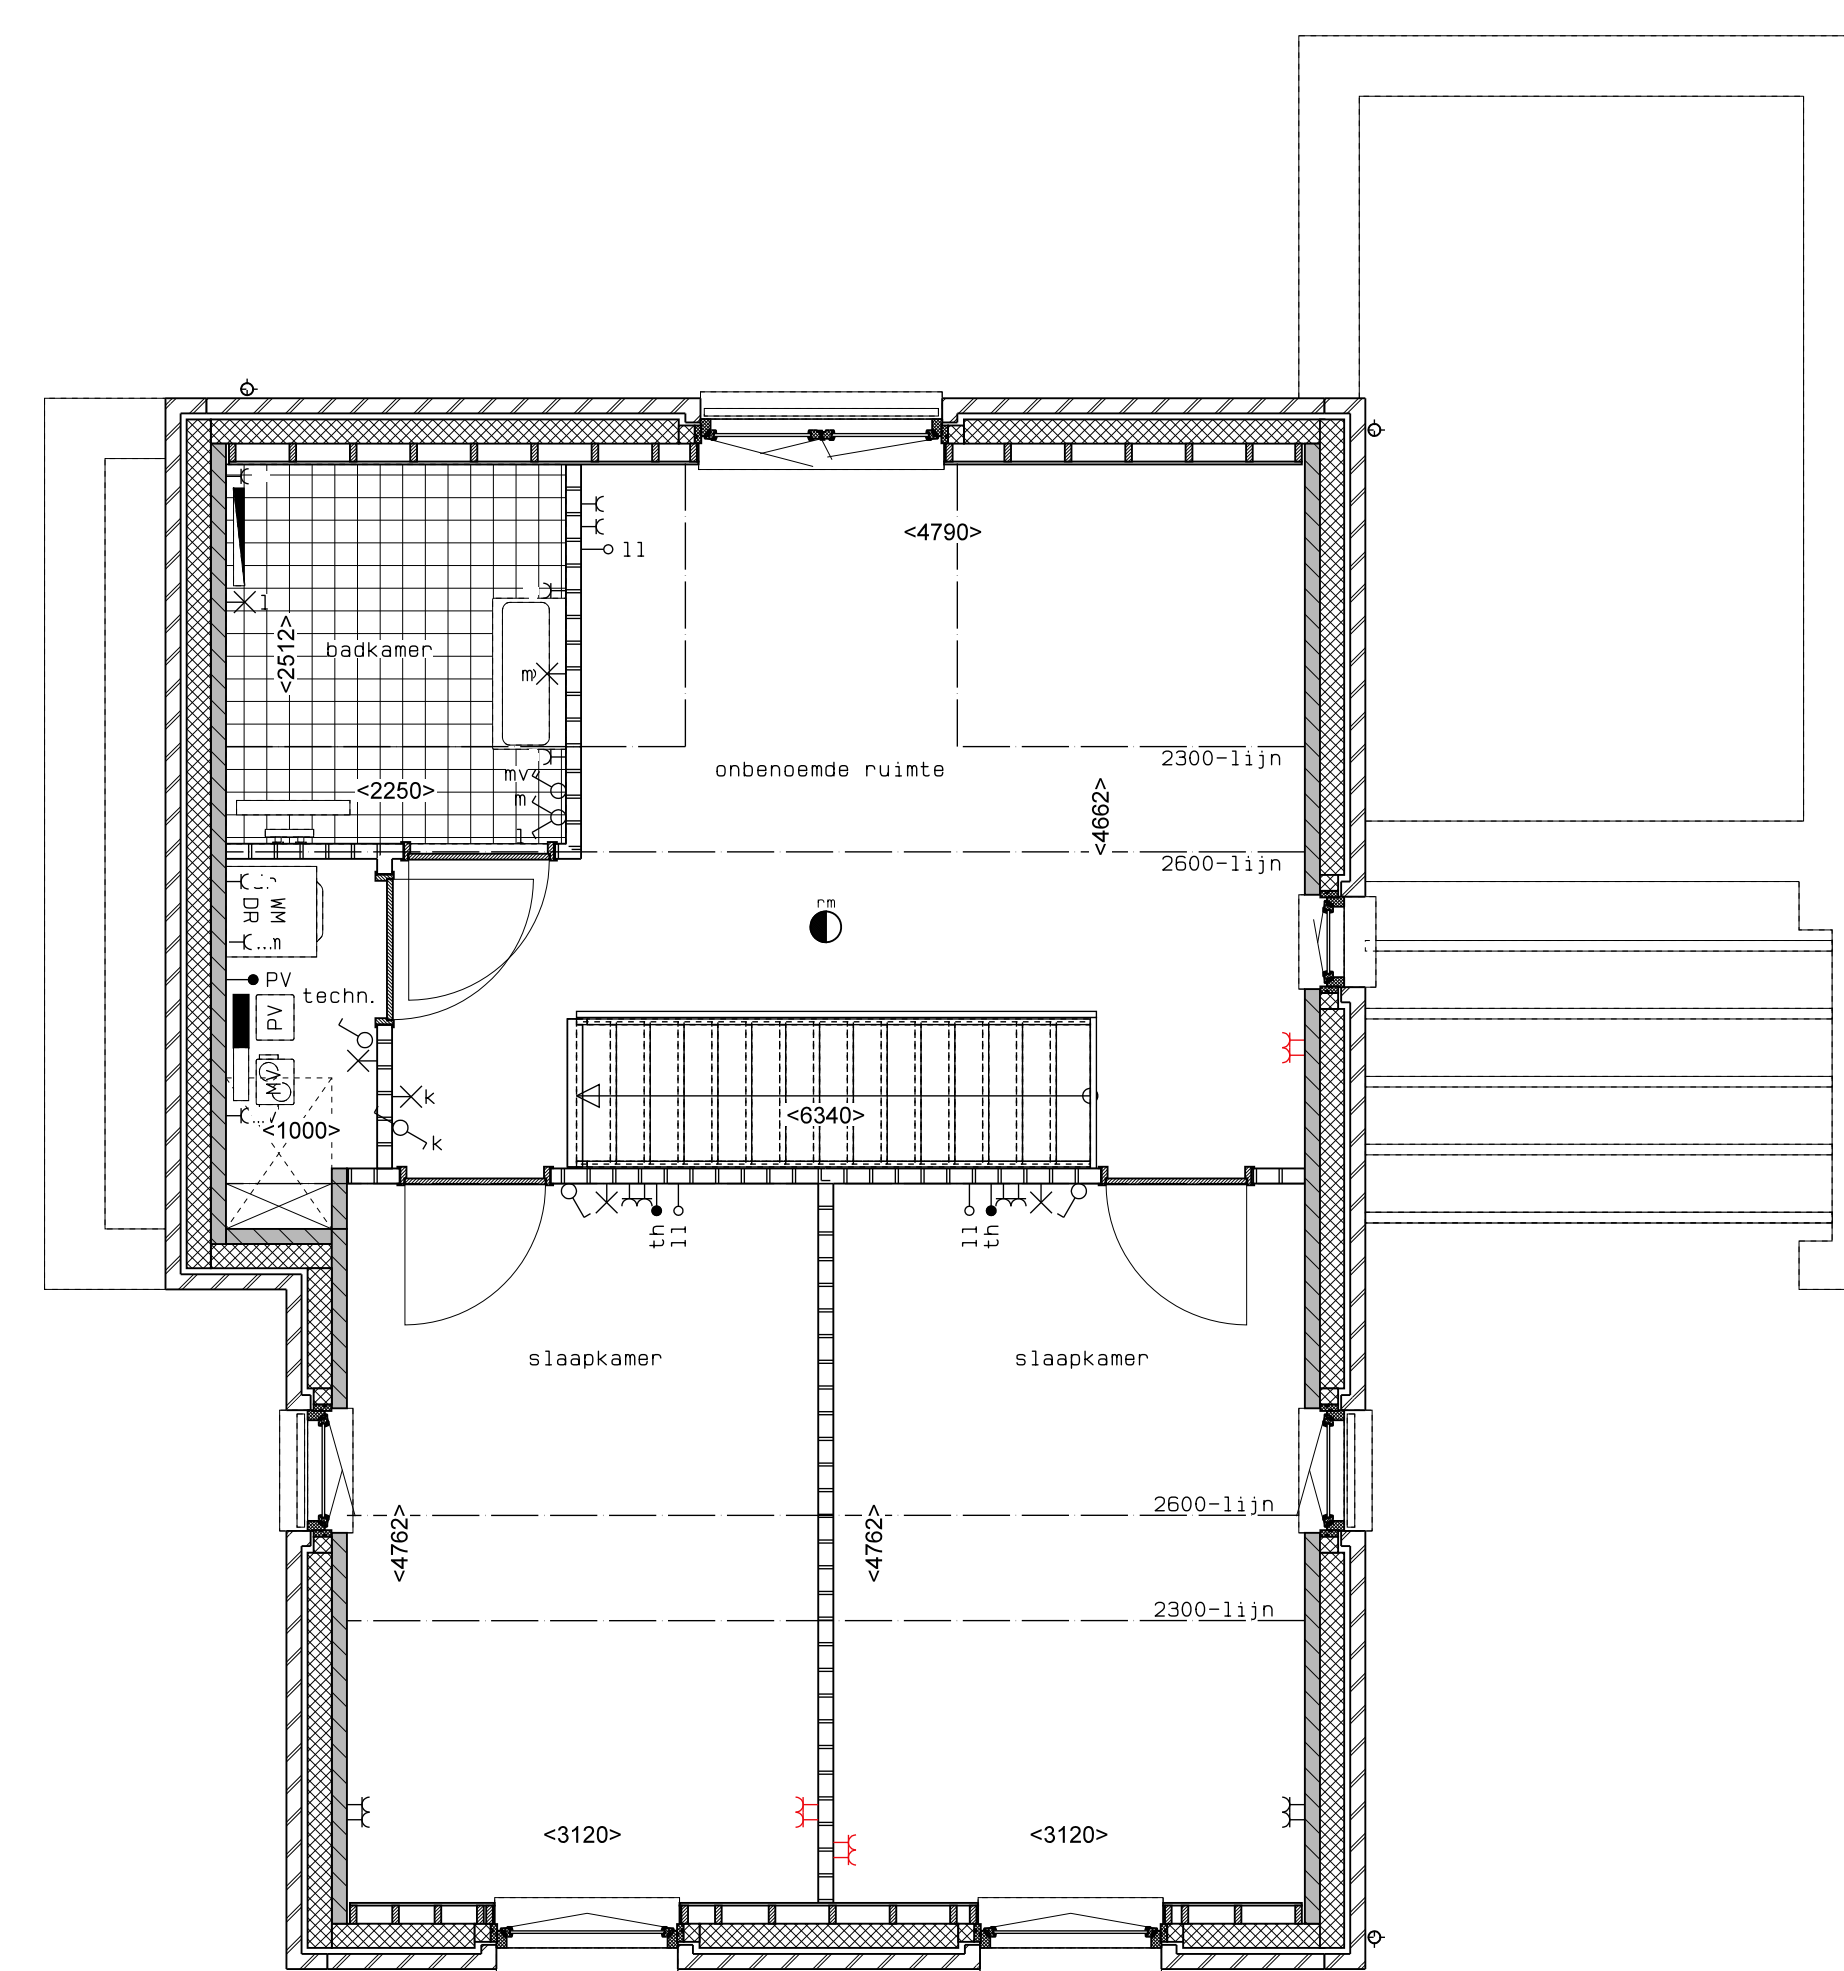 <4790>
ll
l
<2512>
badkamer
m
2300-lijn
onbenoemde ruimte
mv
<2250>
m
<4662>
l
2600-lijn
WM
DR
rm
PV
techn.
PV
MV
k
<6340>
<1000>
k
th
ll
ll
th
slaapkamer
slaapkamer
2600-lijn
<4762>
<4762>
2300-lijn
<3120>
<3120>